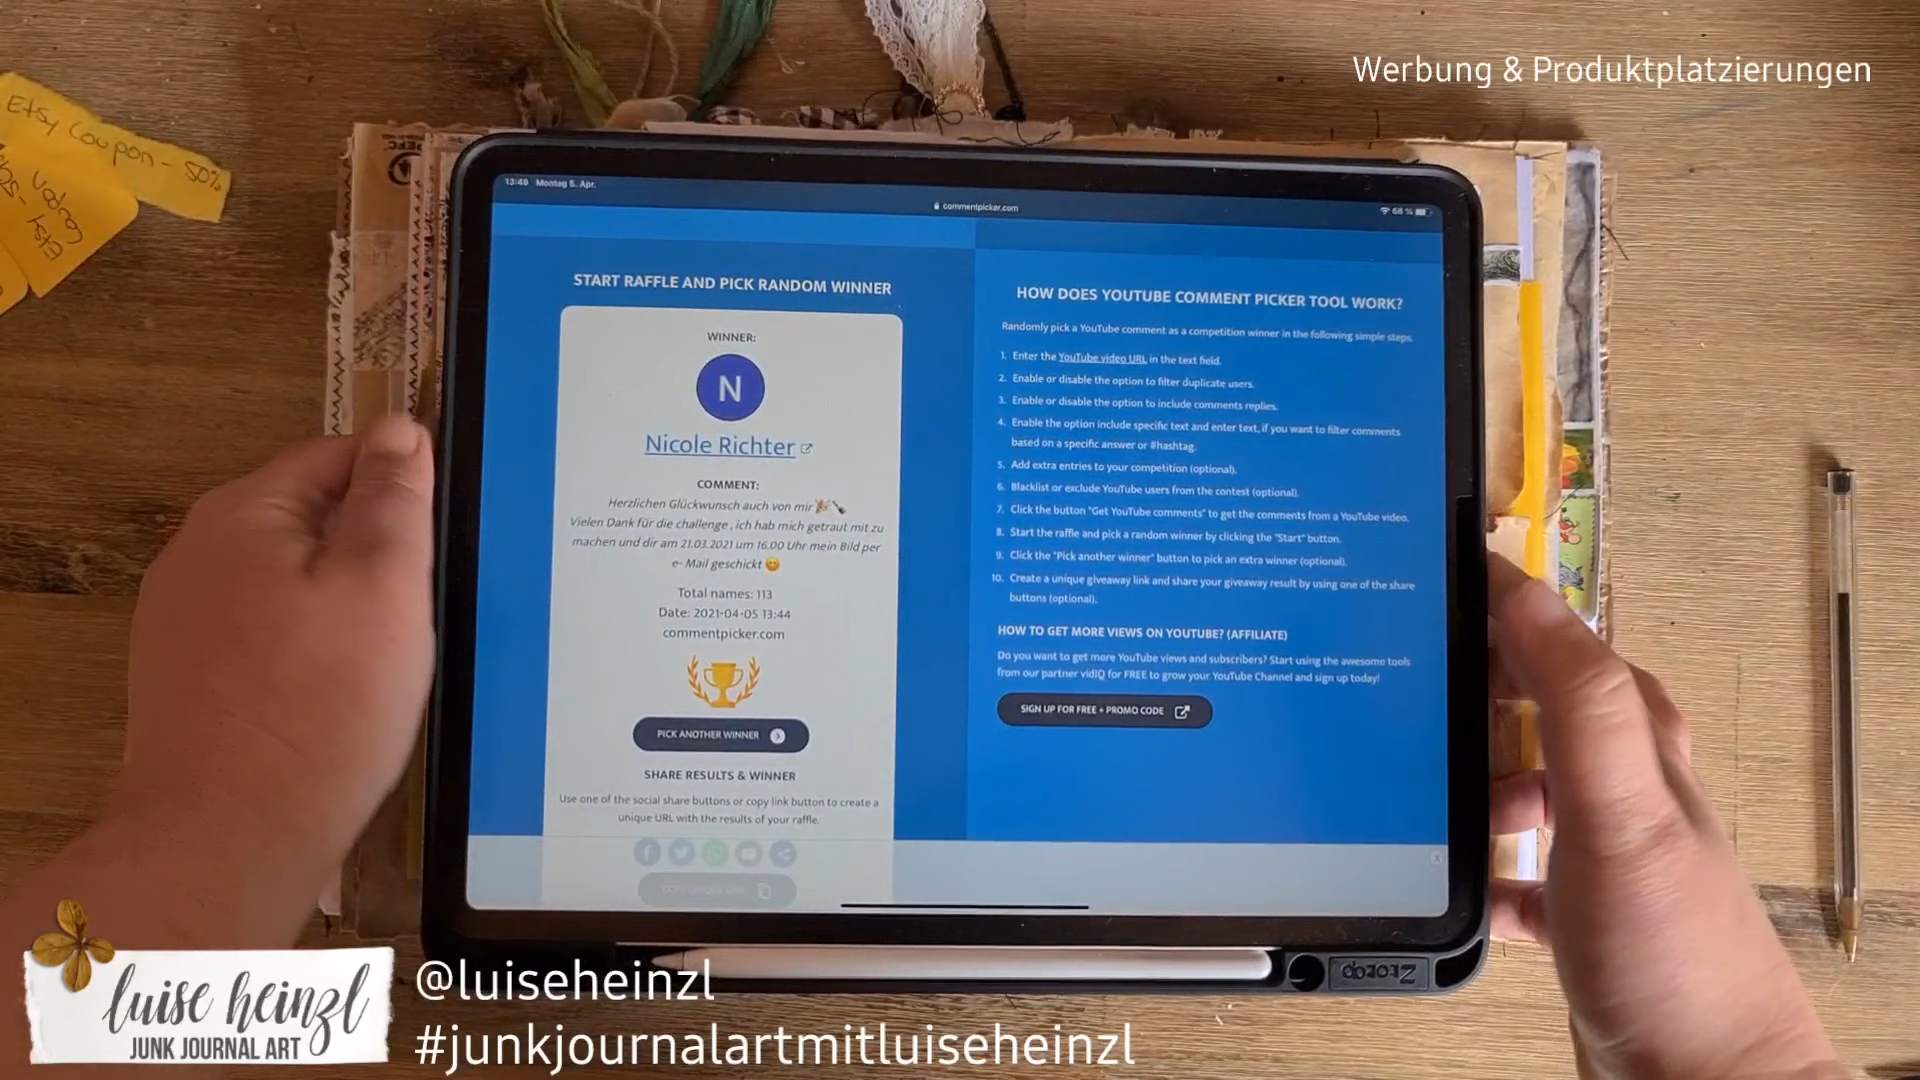 Werbung & Produktplatzierungen
Etsy Coupon - 50%
Etsy
Coupon
13:49 Montag 5. Apr.
commentpicker.com
68 %
START RAFFLE AND PICK RANDOM WINNER
WINNER:
N
Nicole Richter
COMMENT:
Herzlichen Glückwunsch auch von mir
Vielen Dank für die challenge , ich hab mich getraut mit zu
machen und dir am 21.03.2021 um 16.00 Uhr mein Bild per
e- Mail geschickt 😊
Total names: 113
Date: 2021-04-05 13:44
commentpicker.com
PICK ANOTHER WINNER
SHARE RESULTS & WINNER
Use one of the social share buttons or copy link button to create a
unique URL with the results of your raffle.
HOW DOES YOUTUBE COMMENT PICKER TOOL WORK?
Randomly pick a YouTube comment as a competition winner in the following simple steps.
1. Enter the YouTube video URL in the text field.
2. Enable or disable the option to filter duplicate users.
3. Enable or disable the option to include comments replies.
4. Enable the option include specific text and enter text, if you want to filter comments
based on a specific answer or #hashtag.
5. Add extra entries to your competition (optional).
6. Blacklist or exclude YouTube users from the contest (optional).
7. Click the button "Get YouTube comments" to get the comments from a YouTube video.
8. Start the raffle and pick a random winner by clicking the "Start" button.
9. Click the "Pick another winner" button to pick an extra winner (optional).
10. Create a unique giveaway link and share your giveaway result by using one of the share
buttons (optional).
HOW TO GET MORE VIEWS ON YOUTUBE? (AFFILIATE)
Do you want to get more YouTube views and subscribers? Start using the awesome tools
from our partner vidIQ for FREE to grow your YouTube Channel and sign up today!
SIGN UP FOR FREE + PROMO CODE
Ztotop
luise heinzl
JUNK JOURNAL ART
@luiseheinzl
#junkjournalartmitluiseheinzl